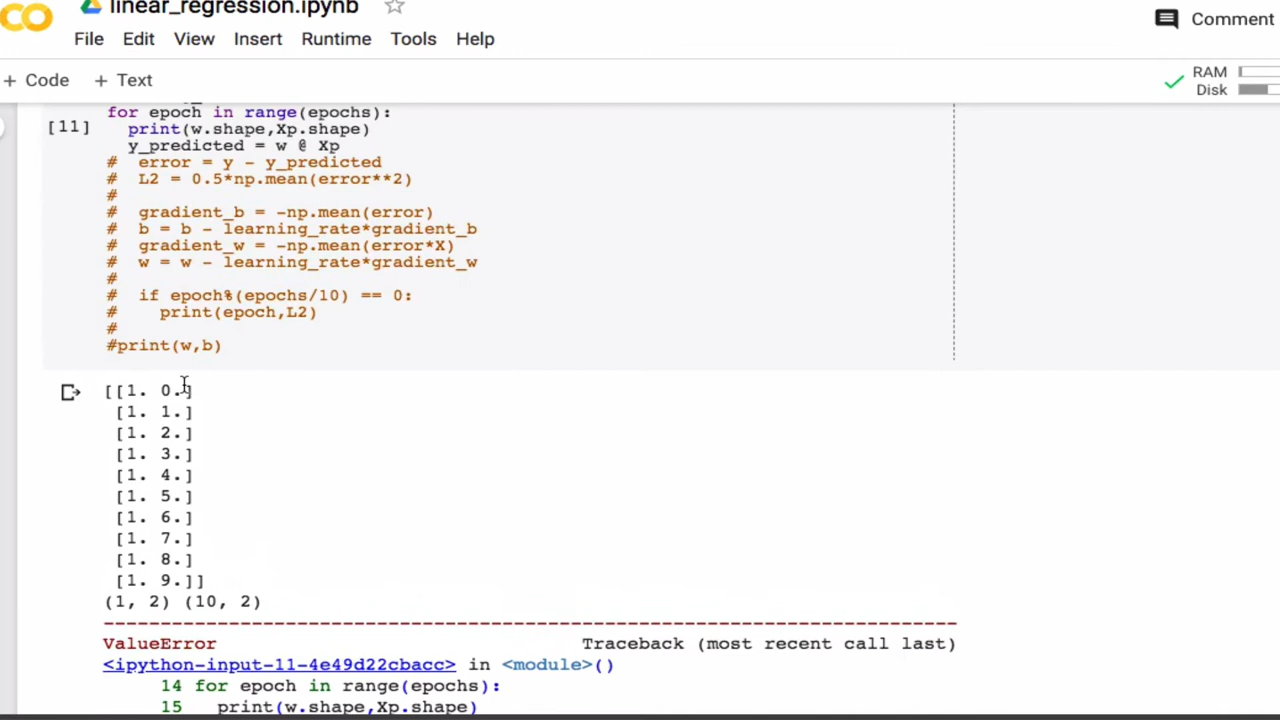 linear_regression.ipynb
Comment
File Edit View Insert Runtime Tools Help
+ Code + Text
RAM
Disk
for epoch in range(epochs):
[11] print(w.shape,Xp.shape)
y_predicted = w @ Xp
# error = y - y_predicted
# L2 = 0.5*np.mean(error**2)
#
# gradient_b = -np.mean(error)
# b = b - learning_rate*gradient_b
# gradient_w = -np.mean(error*X)
# w = w - learning_rate*gradient_w
#
# if epoch%(epochs/10) == 0:
# print(epoch,L2)
#
#print(w,b)
[[1. 0.]
[1. 1.]
[1. 2.]
[1. 3.]
[1. 4.]
[1. 5.]
[1. 6.]
[1. 7.]
[1. 8.]
[1. 9.]]
(1, 2) (10, 2)
---------------------------------------------------------------------------
ValueError Traceback (most recent call last)
<ipython-input-11-4e49d22cbacc> in <module>()
14 for epoch in range(epochs):
15 print(w.shape,Xp.shape)